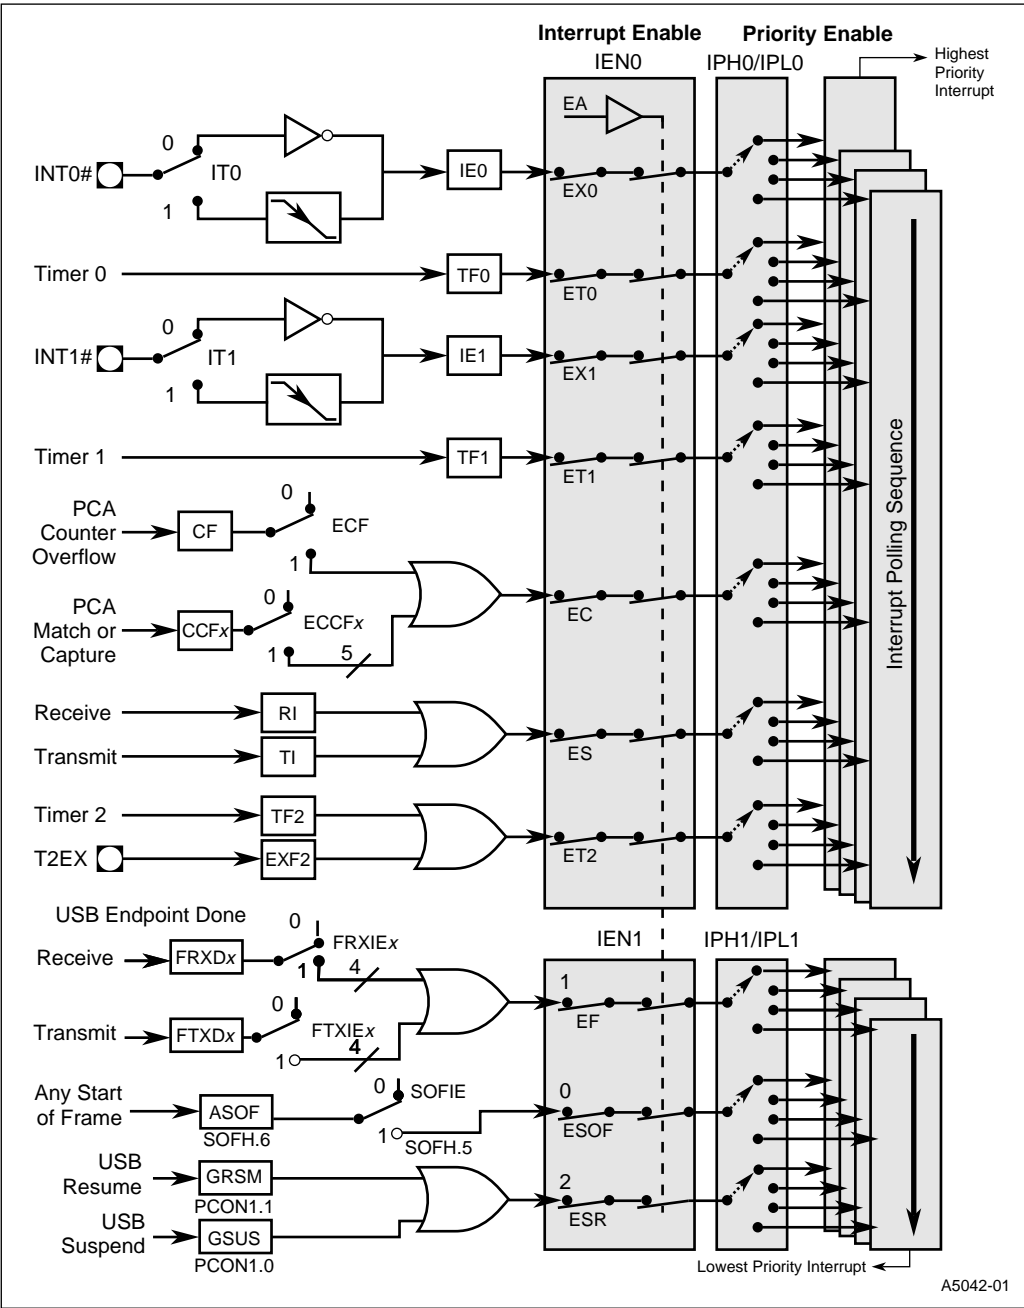 Interrupt Enable
Priority Enable
IEN0
IPH0/IPL0
Highest
Priority
Interrupt
EA
INT0#
0
IT0
1
IE0
EX0
Timer 0
TF0
ET0
INT1#
0
IT1
1
IE1
EX1
Timer 1
TF1
ET1
PCA
Counter
Overflow
CF
0
ECF
1
PCA
Match or
Capture
CCFx
0
ECCFx
1
5
EC
Receive
RI
Transmit
TI
ES
Timer 2
TF2
T2EX
EXF2
ET2
Interrupt Polling Sequence
USB Endpoint Done
IEN1
IPH1/IPL1
Receive
FRXDx
0
FRXIEx
1
4
Transmit
FTXDx
0
FTXIEx
1
4
1
EF
Any Start
of Frame
ASOF
SOFH.6
0
SOFIE
1
SOFH.5
0
ESOF
USB
Resume
GRSM
PCON1.1
USB
Suspend
GSUS
PCON1.0
2
ESR
Lowest Priority Interrupt
A5042-01